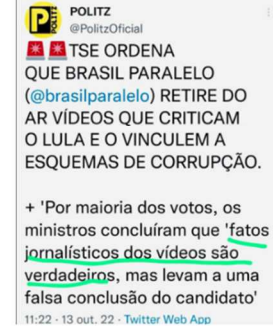 POLITZ
POLITZ
@PolitzOficial
🚨🚨TSE ORDENA
QUE BRASIL PARALELO
(@brasilparalelo) RETIRE DO
AR VÍDEOS QUE CRITICAM
O LULA E O VINCULEM A
ESQUEMAS DE CORRUPÇÃO.
+ 'Por maioria dos votos, os
ministros concluíram que 'fatos
jornalísticos dos vídeos são
verdadeiros, mas levam a uma
falsa conclusão do candidato'
11:22 · 13 out. 22 · Twitter Web App